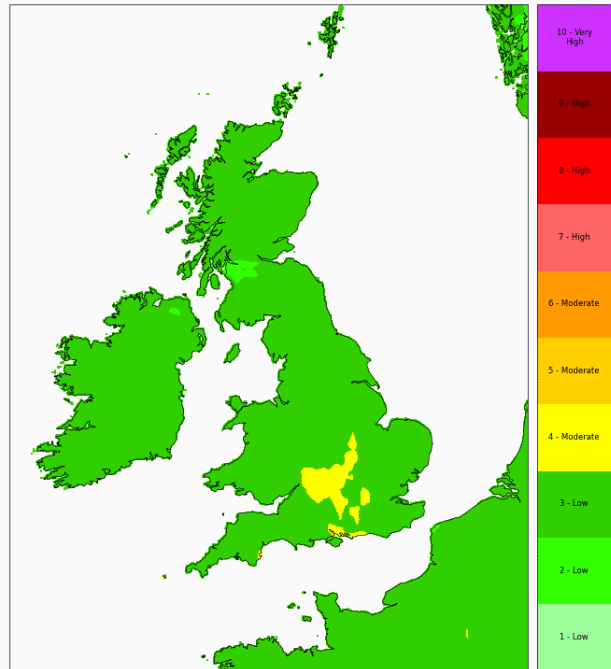 10 - Very
High
9 - High
8 - High
7 - High
6 - Moderate
5 - Moderate
4 - Moderate
3 - Low
2 - Low
1 - Low